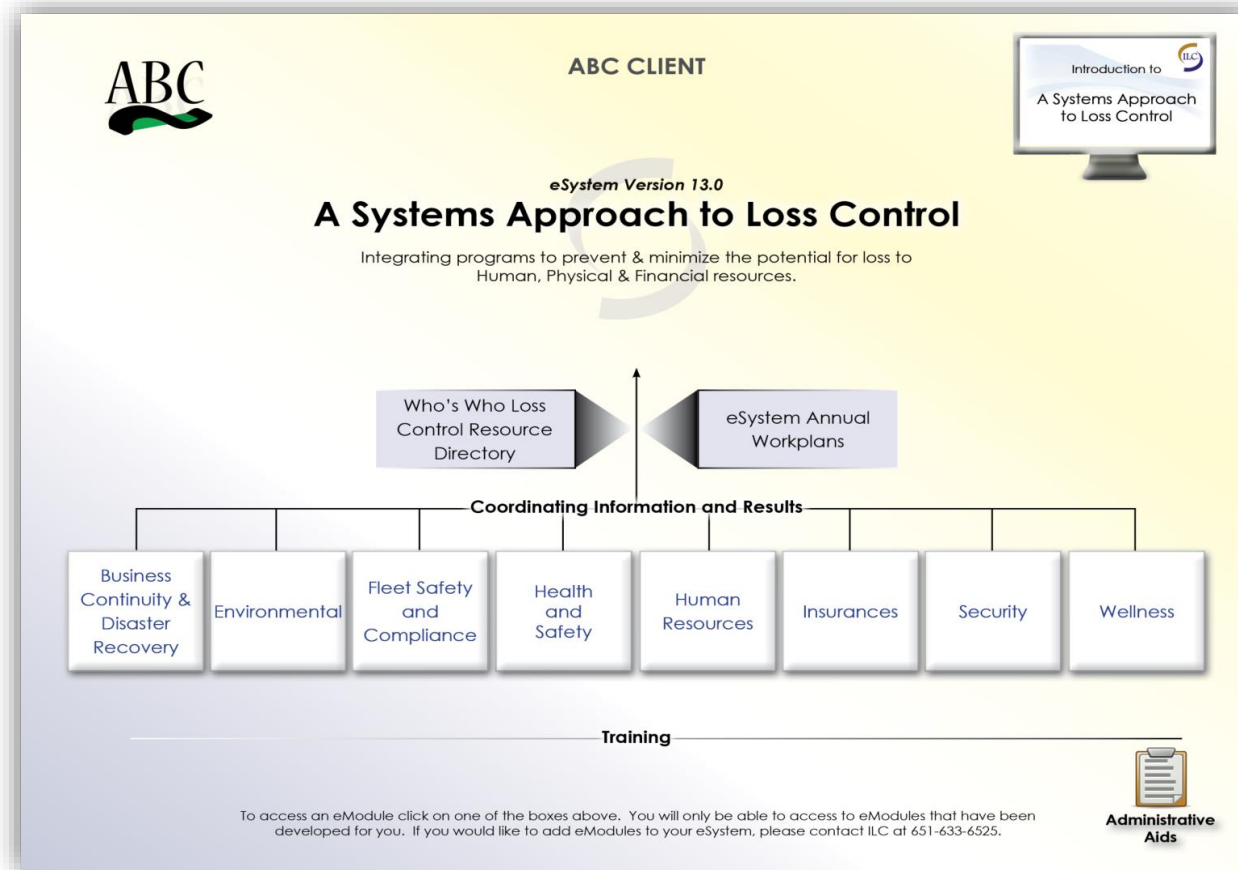 ABC
ABC CLIENT
ILC
Introduction to
A Systems Approach
to Loss Control
eSystem Version 13.0
A Systems Approach to Loss Control
Integrating programs to prevent & minimize the potential for loss to
Human, Physical & Financial resources.
Who's Who Loss
Control Resource
Directory
eSystem Annual
Workplans
Coordinating Information and Results
Business
Continuity &
Disaster
Recovery
Environmental
Fleet Safety
and
Compliance
Health
and
Safety
Human
Resources
Insurances
Security
Wellness
Training
To access an eModule click on one of the boxes above.  You will only be able to access to eModules that have been
developed for you.  If you would like to add eModules to your eSystem, please contact ILC at 651-633-6525.
Administrative
Aids